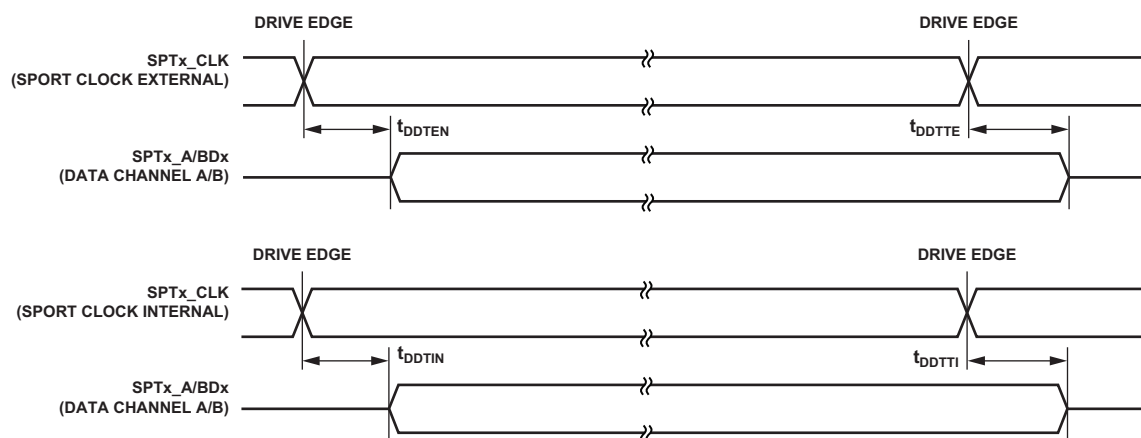 DRIVE EDGE DRIVE EDGE
SPTx_CLK
(SPORT CLOCK EXTERNAL)
tDDTEN tDDTTE
SPTx_A/BDx
(DATA CHANNEL A/B)
DRIVE EDGE DRIVE EDGE
SPTx_CLK
(SPORT CLOCK INTERNAL)
tDDTIN tDDTTI
SPTx_A/BDx
(DATA CHANNEL A/B)